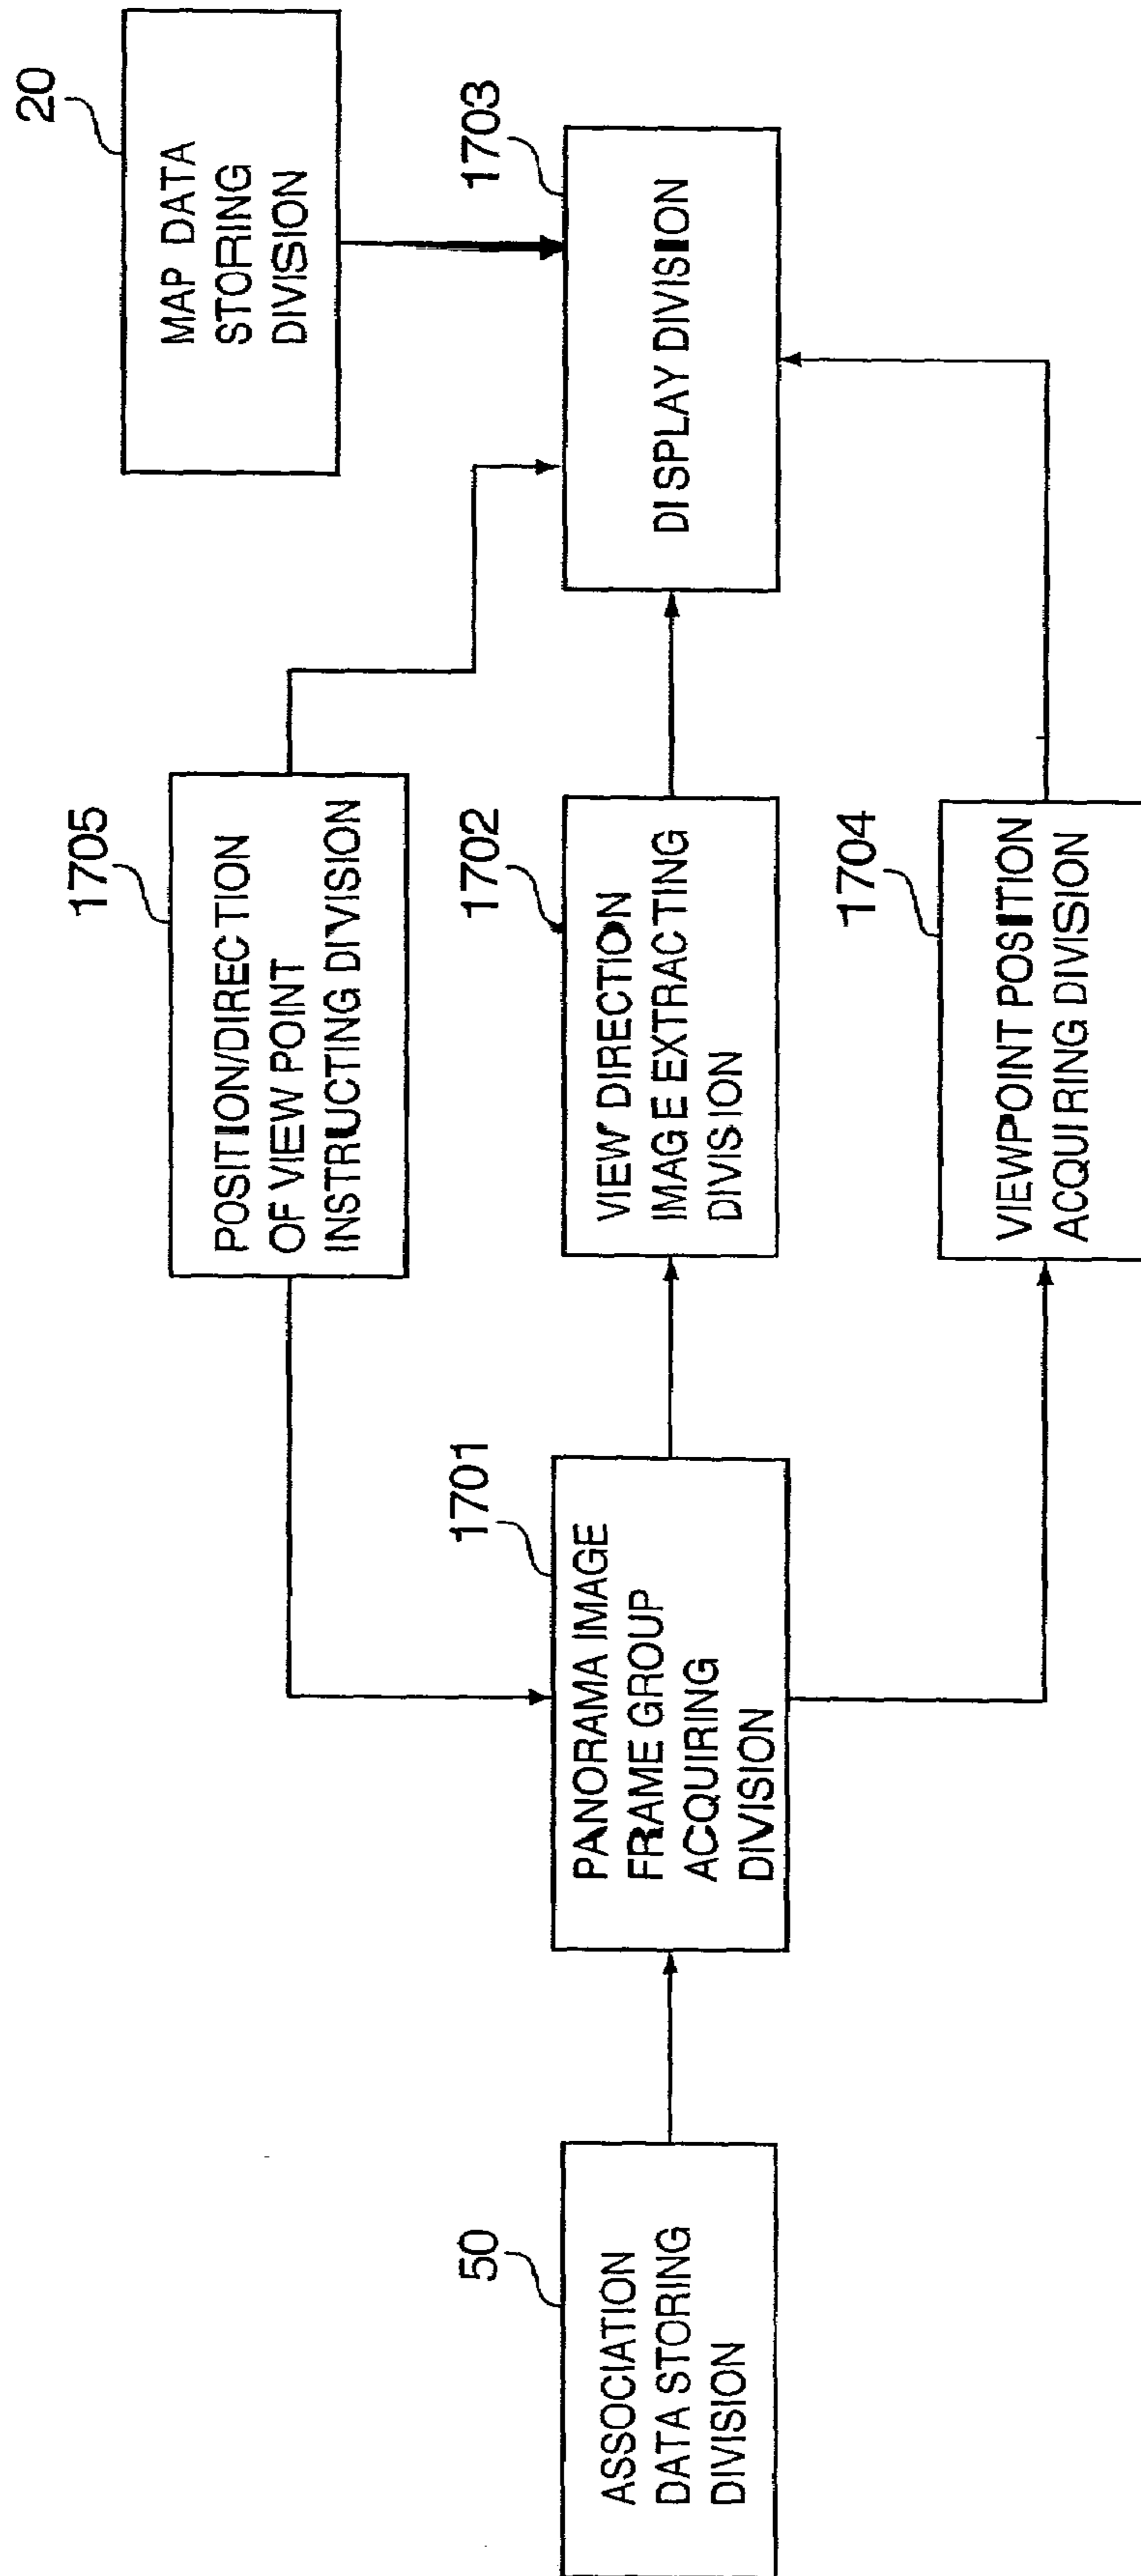 20
MAP DATA
STORING
DIVISION
1705
POSITION/DIRECTION
OF VIEW POINT
INSTRUCTING DIVISION
1703
DISPLAY DIVISION
1702
VIEW DIRECTION
IMAGE EXTRACTING
DIVISION
1701
PANORAMA IMAGE
FRAME GROUP
ACQUIRING
DIVISION
50
ASSOCIATION
DATA STORING
DIVISION
1704
VIEWPOINT POSITION
ACQUIRING DIVISION